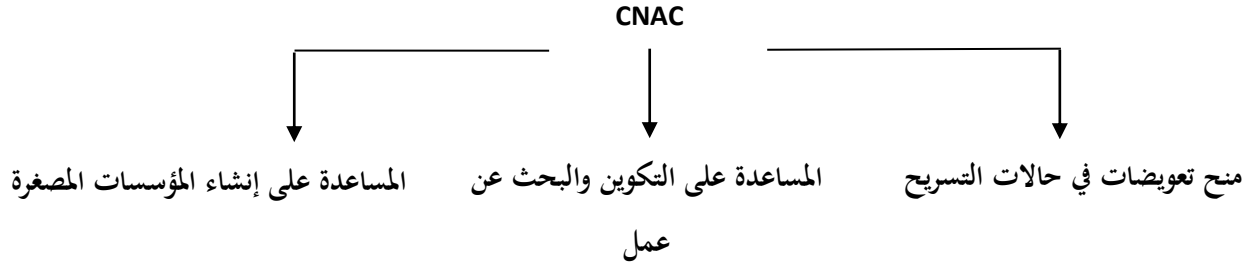 CNAC
منح تعويضات في حالات التسريح
المساعدة على التكوين والبحث عن
عمل
المساعدة على إنشاء المؤسسات المصغرة